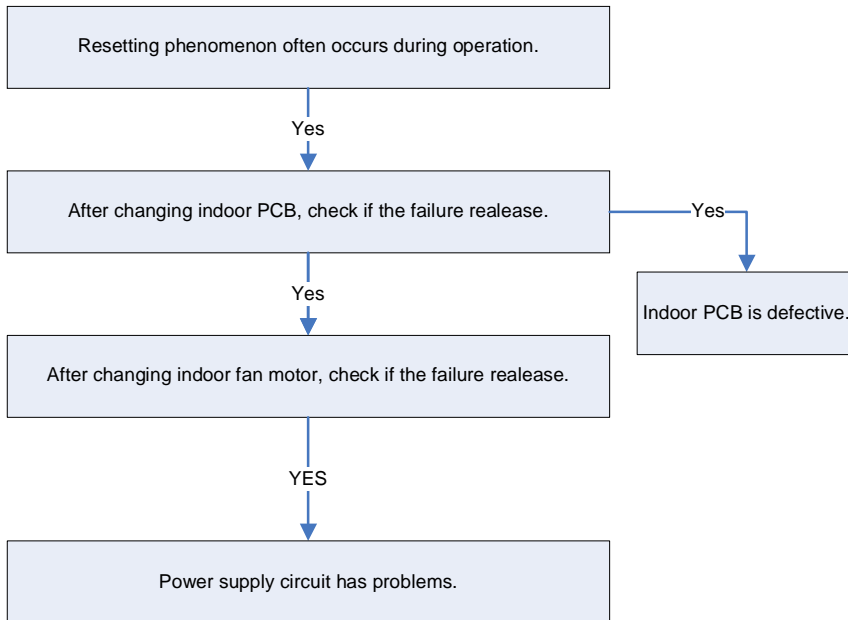 Resetting phenomenon often occurs during operation.
Yes
After changing indoor PCB, check if the failure realease.
Yes
Indoor PCB is defective.
Yes
After changing indoor fan motor, check if the failure realease.
YES
Power supply circuit has problems.